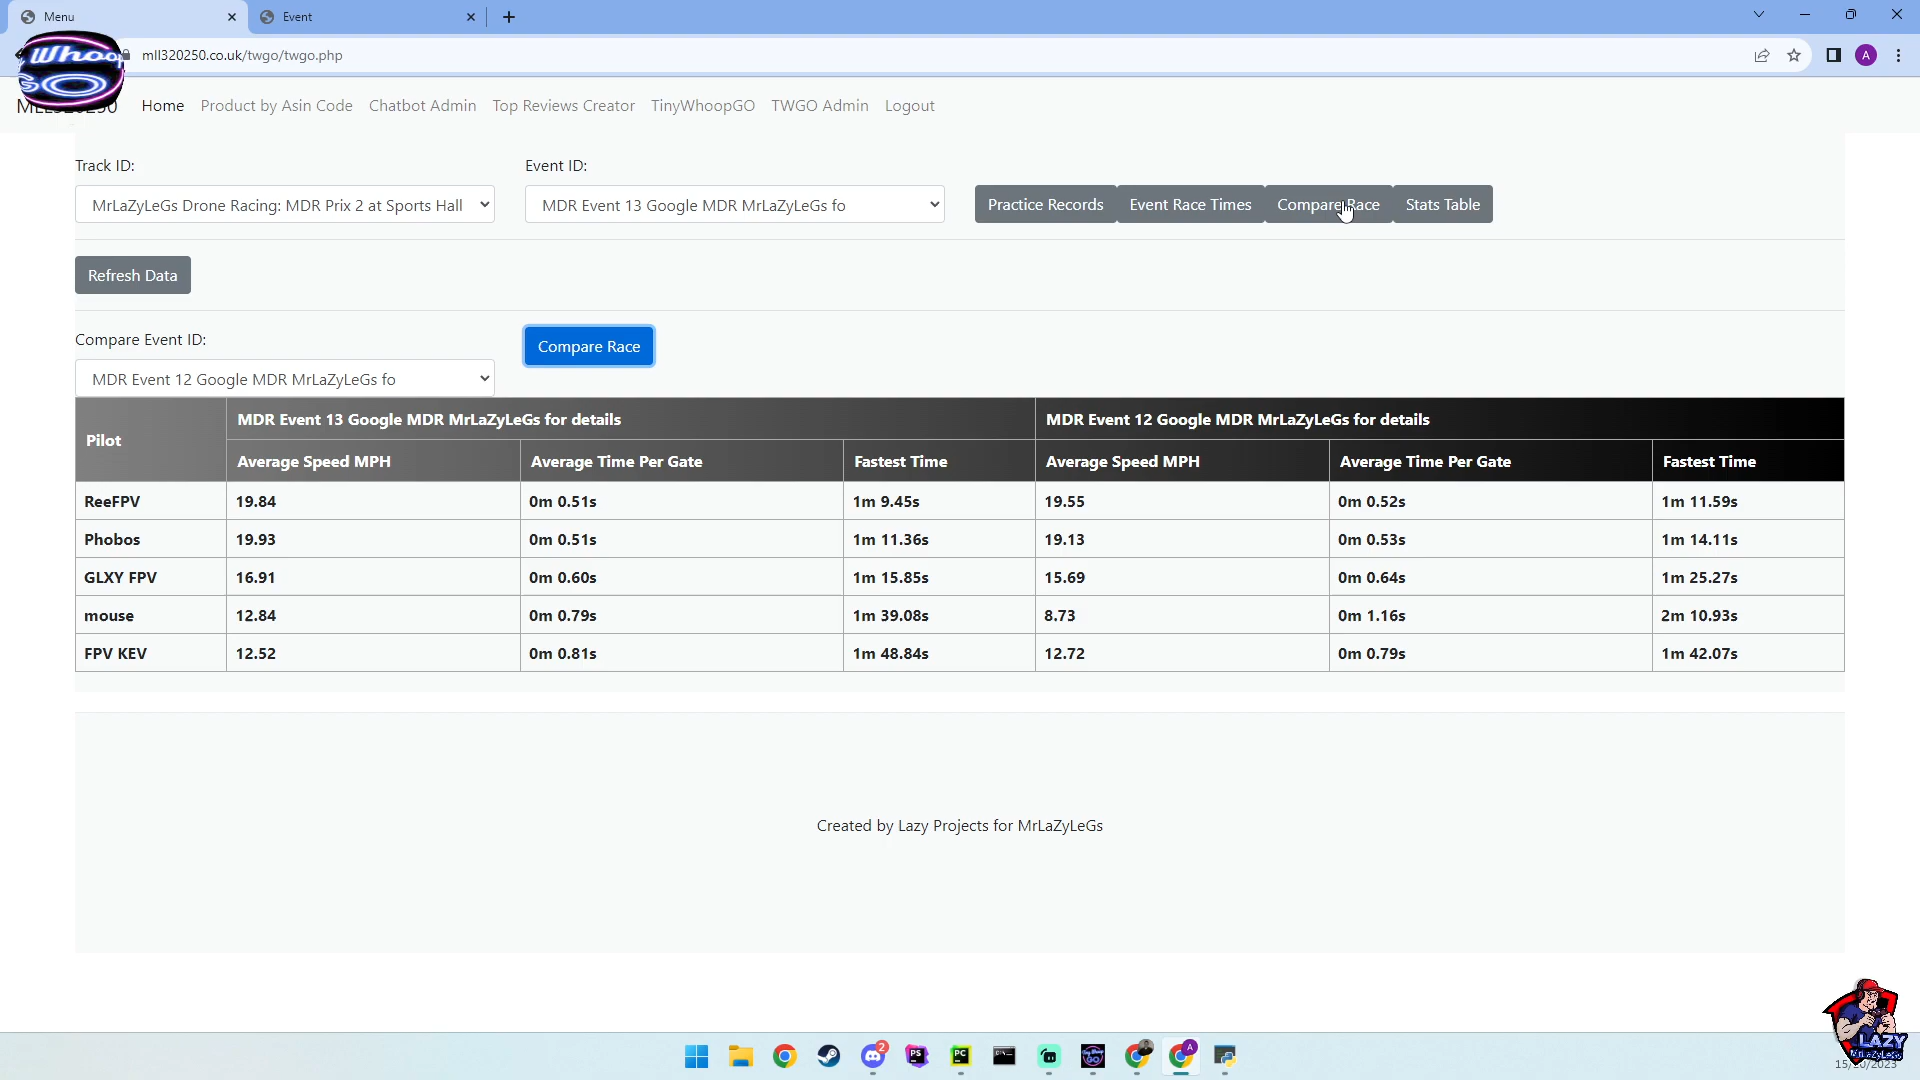 Menu
Event
mll320250.co.uk/twgo/twgo.php
A
Whoop
GO
Home Product by Asin Code Chatbot Admin Top Reviews Creator TinyWhoopGO TWGO Admin Logout
Track ID:
Event ID:
MrLaZyLeGs Drone Racing: MDR Prix 2 at Sports Hall
MDR Event 13 Google MDR MrLaZyLeGs fo
Practice Records Event Race Times Compare Race Stats Table
Refresh Data
Compare Event ID:
Compare Race
MDR Event 12 Google MDR MrLaZyLeGs fo
Pilot MDR Event 13 Google MDR MrLaZyLeGs for details MDR Event 12 Google MDR MrLaZyLeGs for details
Average Speed MPH Average Time Per Gate Fastest Time Average Speed MPH Average Time Per Gate Fastest Time
ReeFPV 19.84 0m 0.51s 1m 9.45s 19.55 0m 0.52s 1m 11.59s
Phobos 19.93 0m 0.51s 1m 11.36s 19.13 0m 0.53s 1m 14.11s
GLXY FPV 16.91 0m 0.60s 1m 15.85s 15.69 0m 0.64s 1m 25.27s
mouse 12.84 0m 0.79s 1m 39.08s 8.73 0m 1.16s 2m 10.93s
FPV KEV 12.52 0m 0.81s 1m 48.84s 12.72 0m 0.79s 1m 42.07s
Created by Lazy Projects for MrLaZyLeGs
LAZY
MrLaZyLeGs
2
PS
PC
A